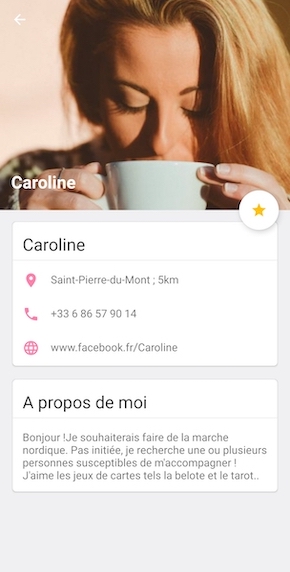 Caroline
Caroline
Saint-Pierre-du-Mont ; 5km
+33 6 86 57 90 14
www.facebook.fr/Caroline
A propos de moi
Bonjour !Je souhaiterais faire de la marche
nordique. Pas initiée, je recherche une ou plusieurs
personnes susceptibles de m'accompagner !
J'aime les jeux de cartes tels la belote et le tarot..